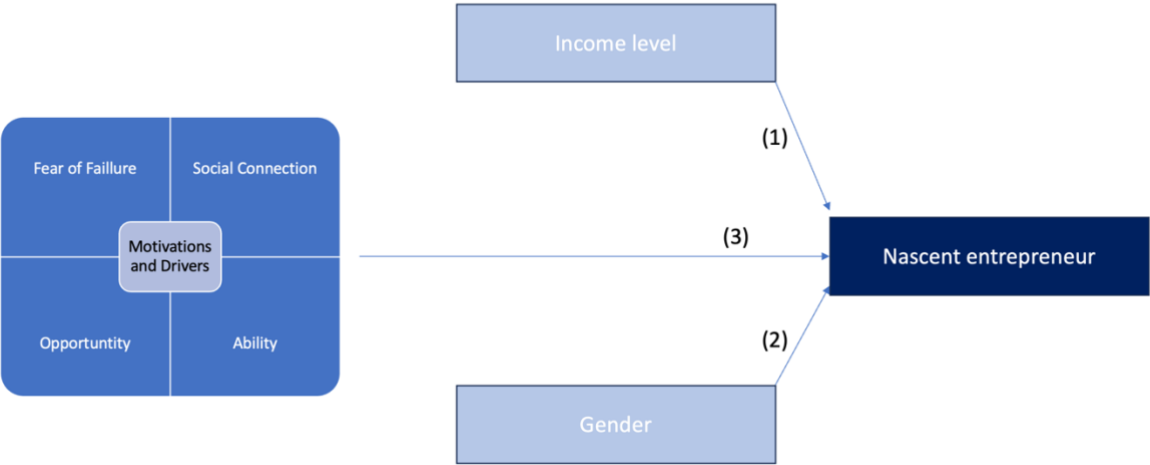 Income level
(1)
Fear of Faillure
Social Connection
Motivations
and Drivers
(3)
Nascent entrepreneur
Opportuntity
Ability
(2)
Gender